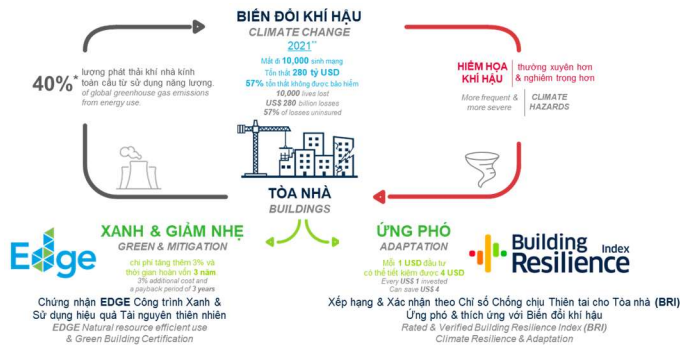 BIẾN ĐỔI KHÍ HẬU
CLIMATE CHANGE
2021**
Mất đi 10,000 sinh mạng
Tổn thất 280 tỷ USD
57% tổn thất không được bảo hiểm
10,000 lives lost
US$ 280 billion losses
57% of losses uninsured
40%*
lượng phát thải khí nhà kính
toàn cầu từ sử dụng năng lượng.
of global greenhouse gas emissions
from energy use.
HIỂM HỌA
KHÍ HẬU
thường xuyên hơn
& nghiêm trọng hơn
More frequent &
more severe
CLIMATE
HAZARDS
TÒA NHÀ
BUILDINGS
XANH & GIẢM NHẸ
GREEN & MITIGATION
chi phí tăng thêm 3% và
thời gian hoàn vốn 3 năm
3% additional cost and
a payback period of 3 years
Edge
Chứng nhận EDGE Công trình Xanh &
Sử dụng hiệu quả Tài nguyên thiên nhiên
EDGE Natural resource efficient use
& Green Building Certification
ỨNG PHÓ
ADAPTATION
Mỗi 1 USD đầu tư
có thể tiết kiệm được 4 USD
Every US$ 1 invested
Can save US$ 4
Building
Resilience Index
Xếp hạng & Xác nhận theo Chỉ số Chống chịu Thiên tai cho Tòa nhà (BRI)
Ứng phó & thích ứng với Biến đổi khí hậu
Rated & Verified Building Resilience Index (BRI)
Climate Resilience & Adaptation